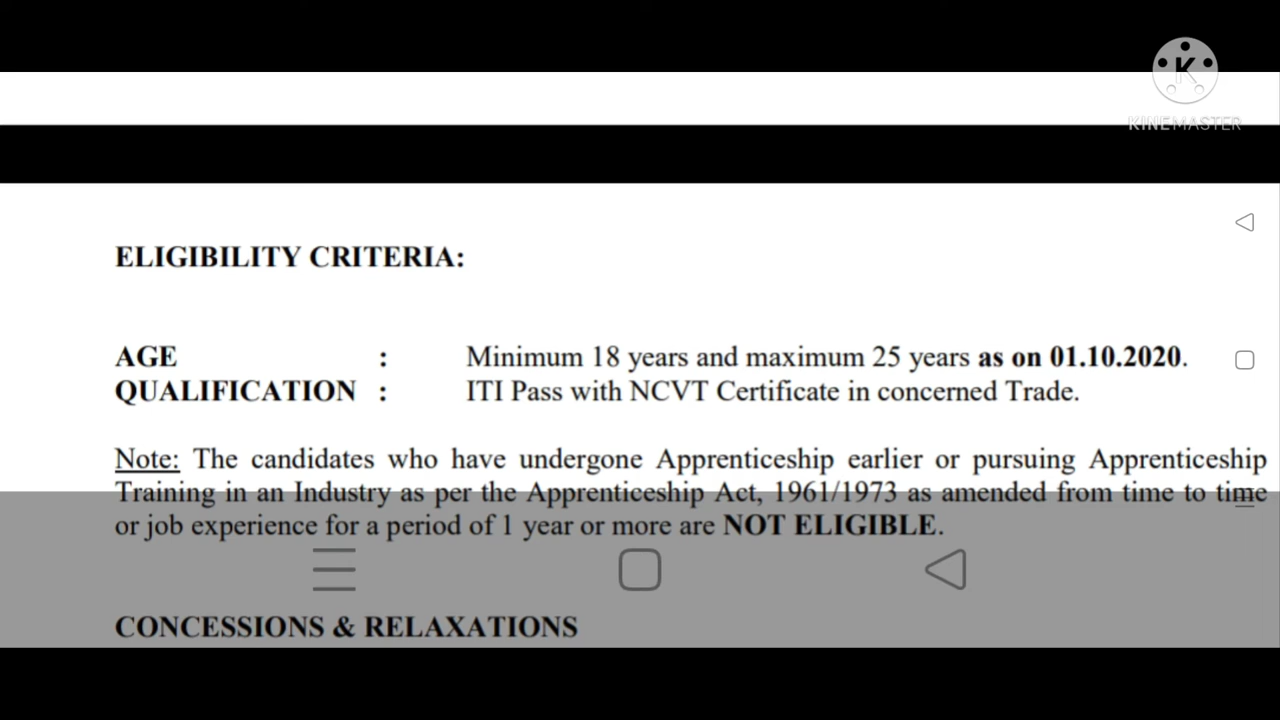 K
KINEMASTER
ELIGIBILITY CRITERIA:
AGE : Minimum 18 years and maximum 25 years as on 01.10.2020.
QUALIFICATION : ITI Pass with NCVT Certificate in concerned Trade.
Note: The candidates who have undergone Apprenticeship earlier or pursuing Apprenticeship
Training in an Industry as per the Apprenticeship Act, 1961/1973 as amended from time to time
or job experience for a period of 1 year or more are NOT ELIGIBLE.
CONCESSIONS & RELAXATIONS